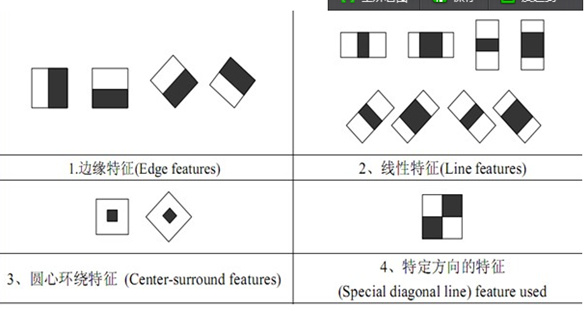 1.边缘特征(Edge features)
2、线性特征(Line features)
3、圆心环绕特征 (Center-surround features)
4、特定方向的特征
(Special diagonal line) feature used